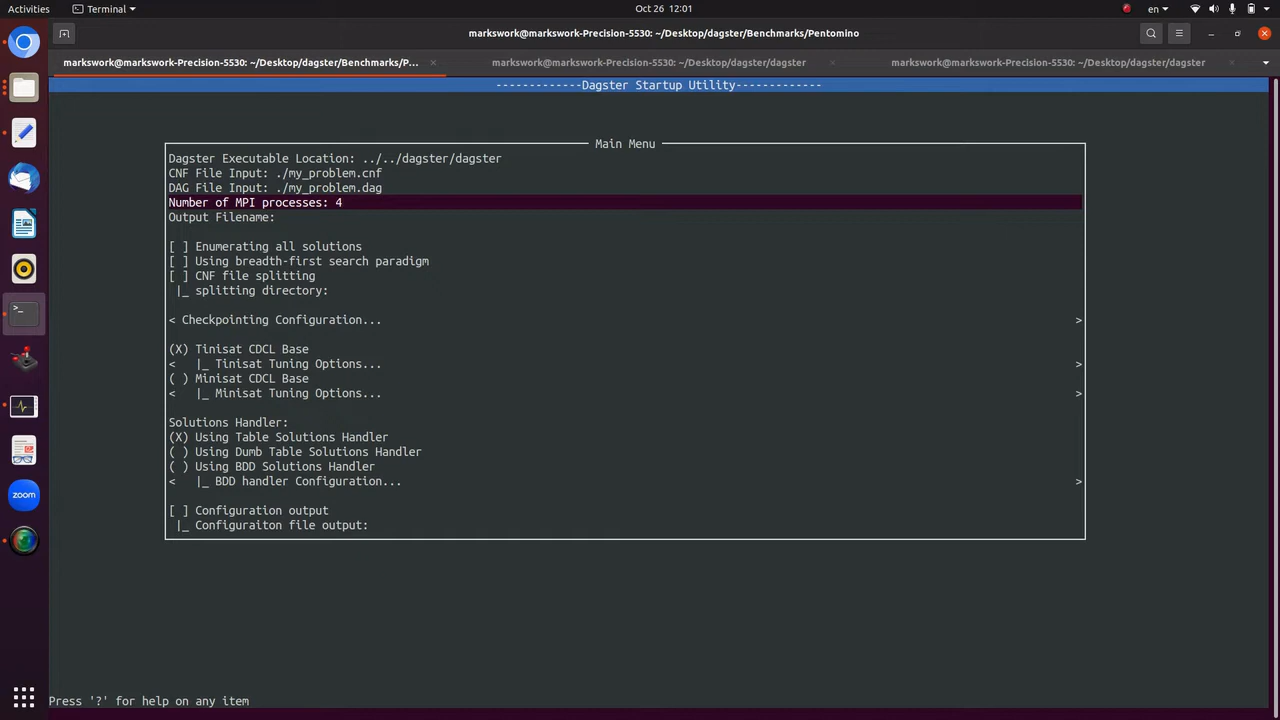 Activities
Terminal
Oct 26 12:01
en
markswork@markswork-Precision-5530: ~/Desktop/dagster/Benchmarks/Pentomino
markswork@markswork-Precision-5530: ~/Desktop/dagster/Benchmarks/P...
markswork@markswork-Precision-5530: ~/Desktop/dagster/dagster
markswork@markswork-Precision-5530: ~/Desktop/dagster/dagster
-------------Dagster Startup Utility-------------
Main Menu
Dagster Executable Location: ../../dagster/dagster
CNF File Input: ./my_problem.cnf
DAG File Input: ./my_problem.dag
Number of MPI processes: 4
Output Filename:
[ ] Enumerating all solutions
[ ] Using breadth-first search paradigm
[ ] CNF file splitting
|_ splitting directory:
< Checkpointing Configuration... >
(X) Tinisat CDCL Base
< |_ Tinisat Tuning Options... >
( ) Minisat CDCL Base
< |_ Minisat Tuning Options... >
Solutions Handler:
(X) Using Table Solutions Handler
( ) Using Dumb Table Solutions Handler
( ) Using BDD Solutions Handler
< |_ BDD handler Configuration... >
[ ] Configuration output
|_ Configuraiton file output:
zoom
Press '?' for help on any item